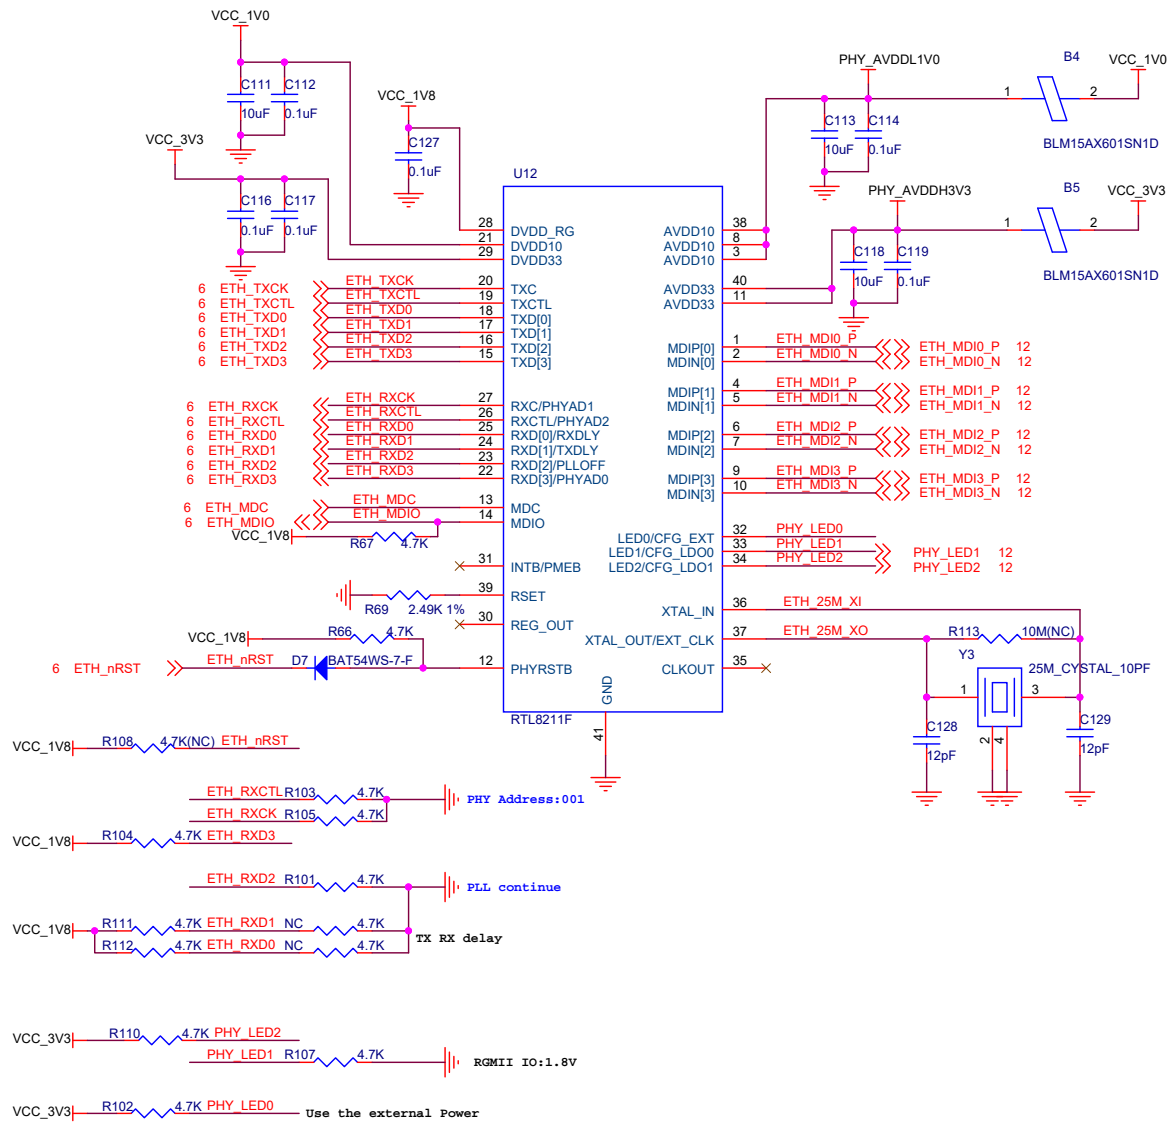 VCC_1V0
C111
10uF
C112
0.1uF
VCC_3V3
C116
0.1uF
C117
0.1uF
VCC_1V8
C127
0.1uF
PHY_AVDDL1V0
C113
10uF
C114
0.1uF
B4
1
2
VCC_1V0
BLM15AX601SN1D
PHY_AVDDH3V3
C118
10uF
C119
0.1uF
B5
1
2
VCC_3V3
BLM15AX601SN1D
U12
28 DVDD_RG
21 DVDD10
29 DVDD33
6 ETH_TXCK ETH_TXCK 20 TXC
6 ETH_TXCTL ETH_TXCTL 19 TXCTL
6 ETH_TXD0 ETH_TXD0 18 TXD[0]
6 ETH_TXD1 ETH_TXD1 17 TXD[1]
6 ETH_TXD2 ETH_TXD2 16 TXD[2]
6 ETH_TXD3 ETH_TXD3 15 TXD[3]
6 ETH_RXCK ETH_RXCK 27 RXC/PHYAD1
6 ETH_RXCTL ETH_RXCTL 26 RXCTL/PHYAD2
6 ETH_RXD0 ETH_RXD0 25 RXD[0]/RXDLY
6 ETH_RXD1 ETH_RXD1 24 RXD[1]/TXDLY
6 ETH_RXD2 ETH_RXD2 23 RXD[2]/PLLOFF
6 ETH_RXD3 ETH_RXD3 22 RXD[3]/PHYAD0
6 ETH_MDC ETH_MDC 13 MDC
6 ETH_MDIO ETH_MDIO 14 MDIO
VCC_1V8 R67 4.7K
31 INTB/PMEB
R69 2.49K 1% 39 RSET
30 REG_OUT
VCC_1V8 R66 4.7K
6 ETH_nRST ETH_nRST D7 BAT54WS-7-F 12 PHYRSTB
AVDD10 38
AVDD10 8
AVDD10 3
AVDD33 40
AVDD33 11
MDIP[0] 1 ETH_MDI0_P ETH_MDI0_P 12
MDIN[0] 2 ETH_MDI0_N ETH_MDI0_N 12
MDIP[1] 4 ETH_MDI1_P ETH_MDI1_P 12
MDIN[1] 5 ETH_MDI1_N ETH_MDI1_N 12
MDIP[2] 6 ETH_MDI2_P ETH_MDI2_P 12
MDIN[2] 7 ETH_MDI2_N ETH_MDI2_N 12
MDIP[3] 9 ETH_MDI3_P ETH_MDI3_P 12
MDIN[3] 10 ETH_MDI3_N ETH_MDI3_N 12
LED0/CFG_EXT 32 PHY_LED0
LED1/CFG_LDO0 33 PHY_LED1 PHY_LED1 12
LED2/CFG_LDO1 34 PHY_LED2 PHY_LED2 12
XTAL_IN 36 ETH_25M_XI
XTAL_OUT/EXT_CLK 37 ETH_25M_XO
CLKOUT 35
GND
41
RTL8211F
R113 10M(NC)
Y3
25M_CYSTAL_10PF
1
3
2
4
C128
12pF
C129
12pF
VCC_1V8 R108 4.7K(NC) ETH_nRST
ETH_RXCTL R103 4.7K PHY Address:001
ETH_RXCK R105 4.7K
VCC_1V8 R104 4.7K ETH_RXD3
ETH_RXD2 R101 4.7K PLL continue
VCC_1V8 R111 4.7K ETH_RXD1 NC 4.7K
R112 4.7K ETH_RXD0 NC 4.7K
TX RX delay
VCC_3V3 R110 4.7K PHY_LED2
PHY_LED1 R107 4.7K RGMII IO:1.8V
VCC_3V3 R102 4.7K PHY_LED0 Use the external Power